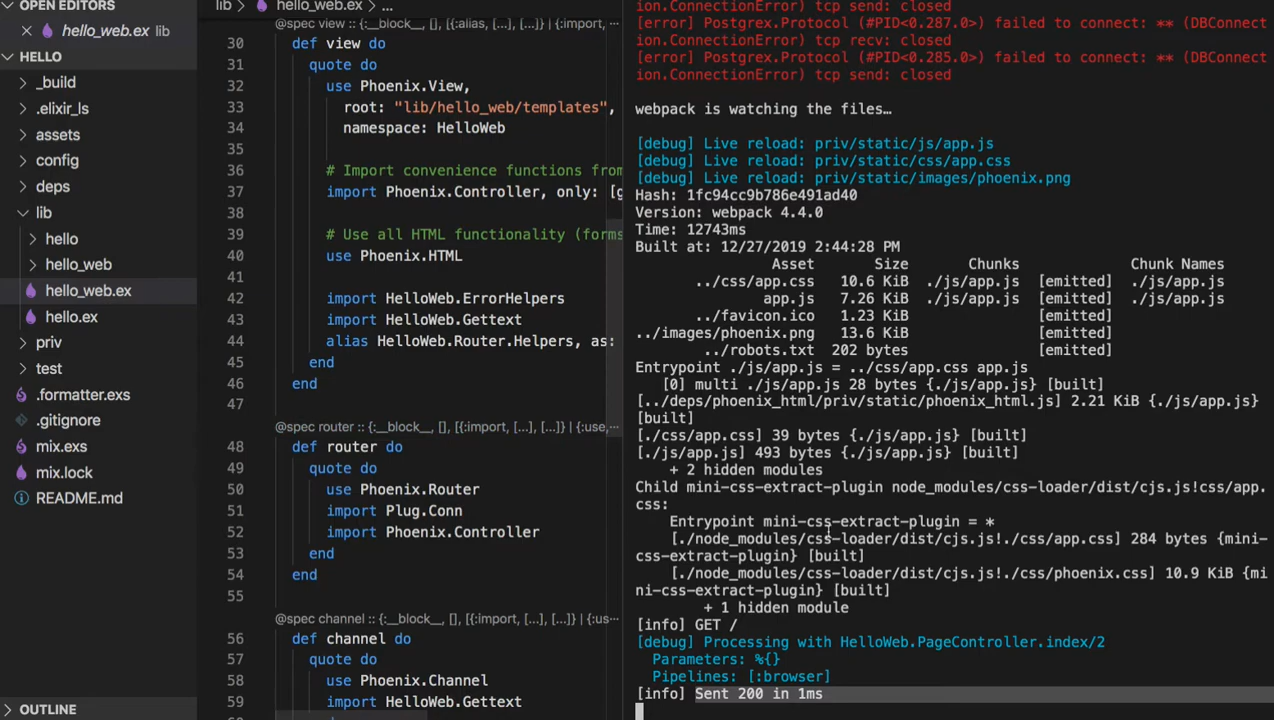 OPEN EDITORS
hello_web.ex lib
HELLO
_build
.elixir_ls
assets
config
deps
lib
hello
hello_web
hello_web.ex
hello.ex
priv
test
.formatter.exs
.gitignore
mix.exs
mix.lock
README.md
OUTLINE
lib > hello_web.ex > ...
@spec view :: {:__block__, [], [{:alias, [...], [...]} | {:import,
30 def view do
31 quote do
32 use Phoenix.View,
33 root: "lib/hello_web/templates",
34 namespace: HelloWeb
35
36 # Import convenience functions from
37 import Phoenix.Controller, only: [g
38
39 # Use all HTML functionality (forms
40 use Phoenix.HTML
41
42 import HelloWeb.ErrorHelpers
43 import HelloWeb.Gettext
44 alias HelloWeb.Router.Helpers, as:
45 end
46 end
47
@spec router :: {:__block__, [], [{:import, [...], [...]} | {:use,...
48 def router do
49 quote do
50 use Phoenix.Router
51 import Plug.Conn
52 import Phoenix.Controller
53 end
54 end
55
@spec channel :: {:__block__, [], [{:import, [...], [...]} | {:us...
56 def channel do
57 quote do
58 use Phoenix.Channel
59 import HelloWeb.Gettext
ion.ConnectionError) tcp send: closed
[error] Postgrex.Protocol (#PID<0.287.0>) failed to connect: ** (DBConnect
ion.ConnectionError) tcp recv: closed
[error] Postgrex.Protocol (#PID<0.285.0>) failed to connect: ** (DBConnect
ion.ConnectionError) tcp send: closed
webpack is watching the files…
[debug] Live reload: priv/static/js/app.js
[debug] Live reload: priv/static/css/app.css
[debug] Live reload: priv/static/images/phoenix.png
Hash: 1fc94cc9b786e491ad40
Version: webpack 4.4.0
Time: 12743ms
Built at: 12/27/2019 2:44:28 PM
Asset Size Chunks Chunk Names
../css/app.css 10.6 KiB ./js/app.js [emitted] ./js/app.js
app.js 7.26 KiB ./js/app.js [emitted] ./js/app.js
../favicon.ico 1.23 KiB [emitted]
../images/phoenix.png 13.6 KiB [emitted]
../robots.txt 202 bytes [emitted]
Entrypoint ./js/app.js = ../css/app.css app.js
[0] multi ./js/app.js 28 bytes {./js/app.js} [built]
[../deps/phoenix_html/priv/static/phoenix_html.js] 2.21 KiB {./js/app.js}
[built]
[./css/app.css] 39 bytes {./js/app.js} [built]
[./js/app.js] 493 bytes {./js/app.js} [built]
+ 2 hidden modules
Child mini-css-extract-plugin node_modules/css-loader/dist/cjs.js!css/app.
css:
Entrypoint mini-css-extract-plugin = *
[./node_modules/css-loader/dist/cjs.js!./css/app.css] 284 bytes {mini-
css-extract-plugin} [built]
[./node_modules/css-loader/dist/cjs.js!./css/phoenix.css] 10.9 KiB {mi
ni-css-extract-plugin} [built]
+ 1 hidden module
[info] GET /
[debug] Processing with HelloWeb.PageController.index/2
Parameters: %{}
Pipelines: [:browser]
[info] Sent 200 in 1ms